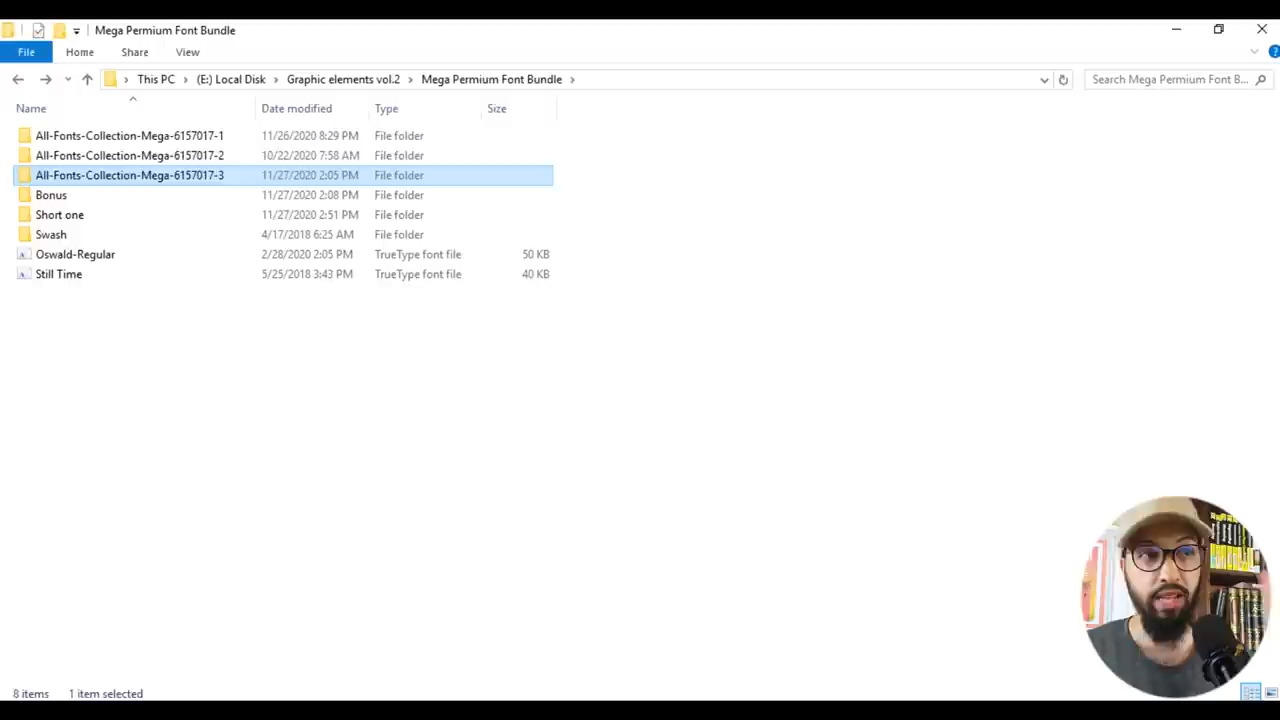 Mega Permium Font Bundle
File Home Share View
This PC (E:) Local Disk Graphic elements vol.2 Mega Permium Font Bundle Search Mega Permium Font B...
Name Date modified Type Size
All-Fonts-Collection-Mega-6157017-1 11/26/2020 8:29 PM File folder
All-Fonts-Collection-Mega-6157017-2 10/22/2020 7:58 AM File folder
All-Fonts-Collection-Mega-6157017-3 11/27/2020 2:05 PM File folder
Bonus 11/27/2020 2:08 PM File folder
Short one 11/27/2020 2:51 PM File folder
Swash 4/17/2018 6:25 AM File folder
Oswald-Regular 2/28/2020 2:05 PM TrueType font file 50 KB
Still Time 5/25/2018 3:43 PM TrueType font file 40 KB
8 items 1 item selected